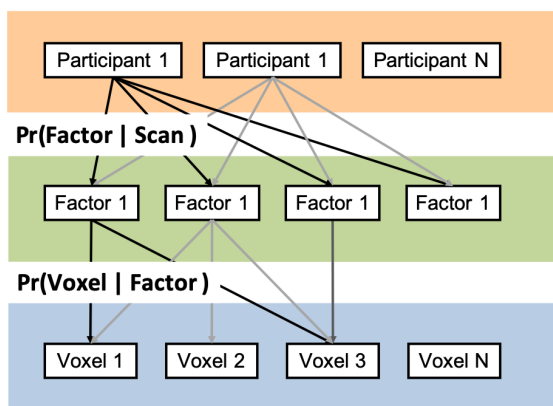 Participant 1 Participant 1 Participant N
Pr(Factor | Scan )
Factor 1 Factor 1 Factor 1 Factor 1
Pr(Voxel | Factor )
Voxel 1 Voxel 2 Voxel 3 Voxel N